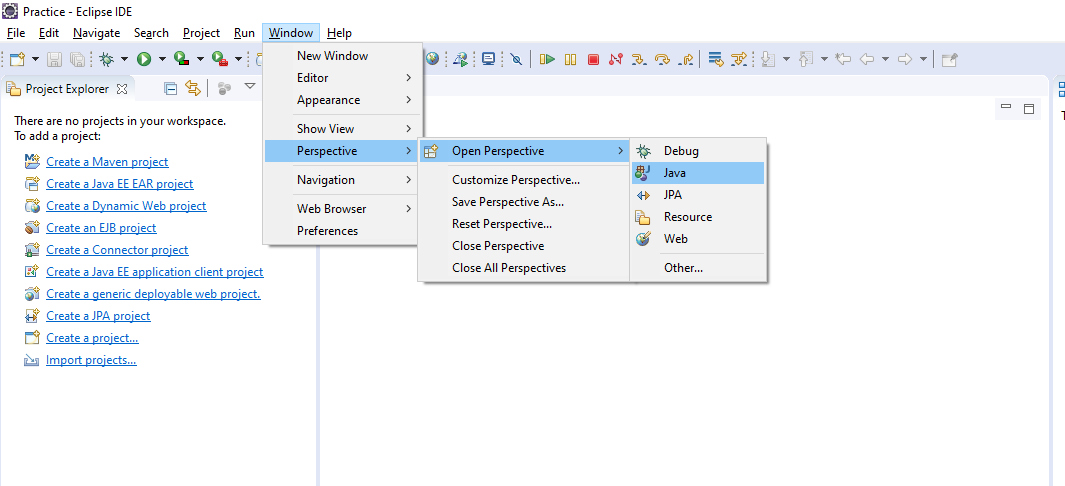 Practice - Eclipse IDE
File Edit Navigate Search Project Run Window Help
Project Explorer
There are no projects in your workspace.
To add a project:
Create a Maven project
Create a Java EE EAR project
Create a Dynamic Web project
Create an EJB project
Create a Connector project
Create a Java EE application client project
Create a generic deployable web project.
Create a JPA project
Create a project...
Import projects...
New Window
Editor
Appearance
Show View
Perspective
Navigation
Web Browser
Preferences
Open Perspective
Customize Perspective...
Save Perspective As...
Reset Perspective...
Close Perspective
Close All Perspectives
Debug
Java
JPA
Resource
Web
Other...